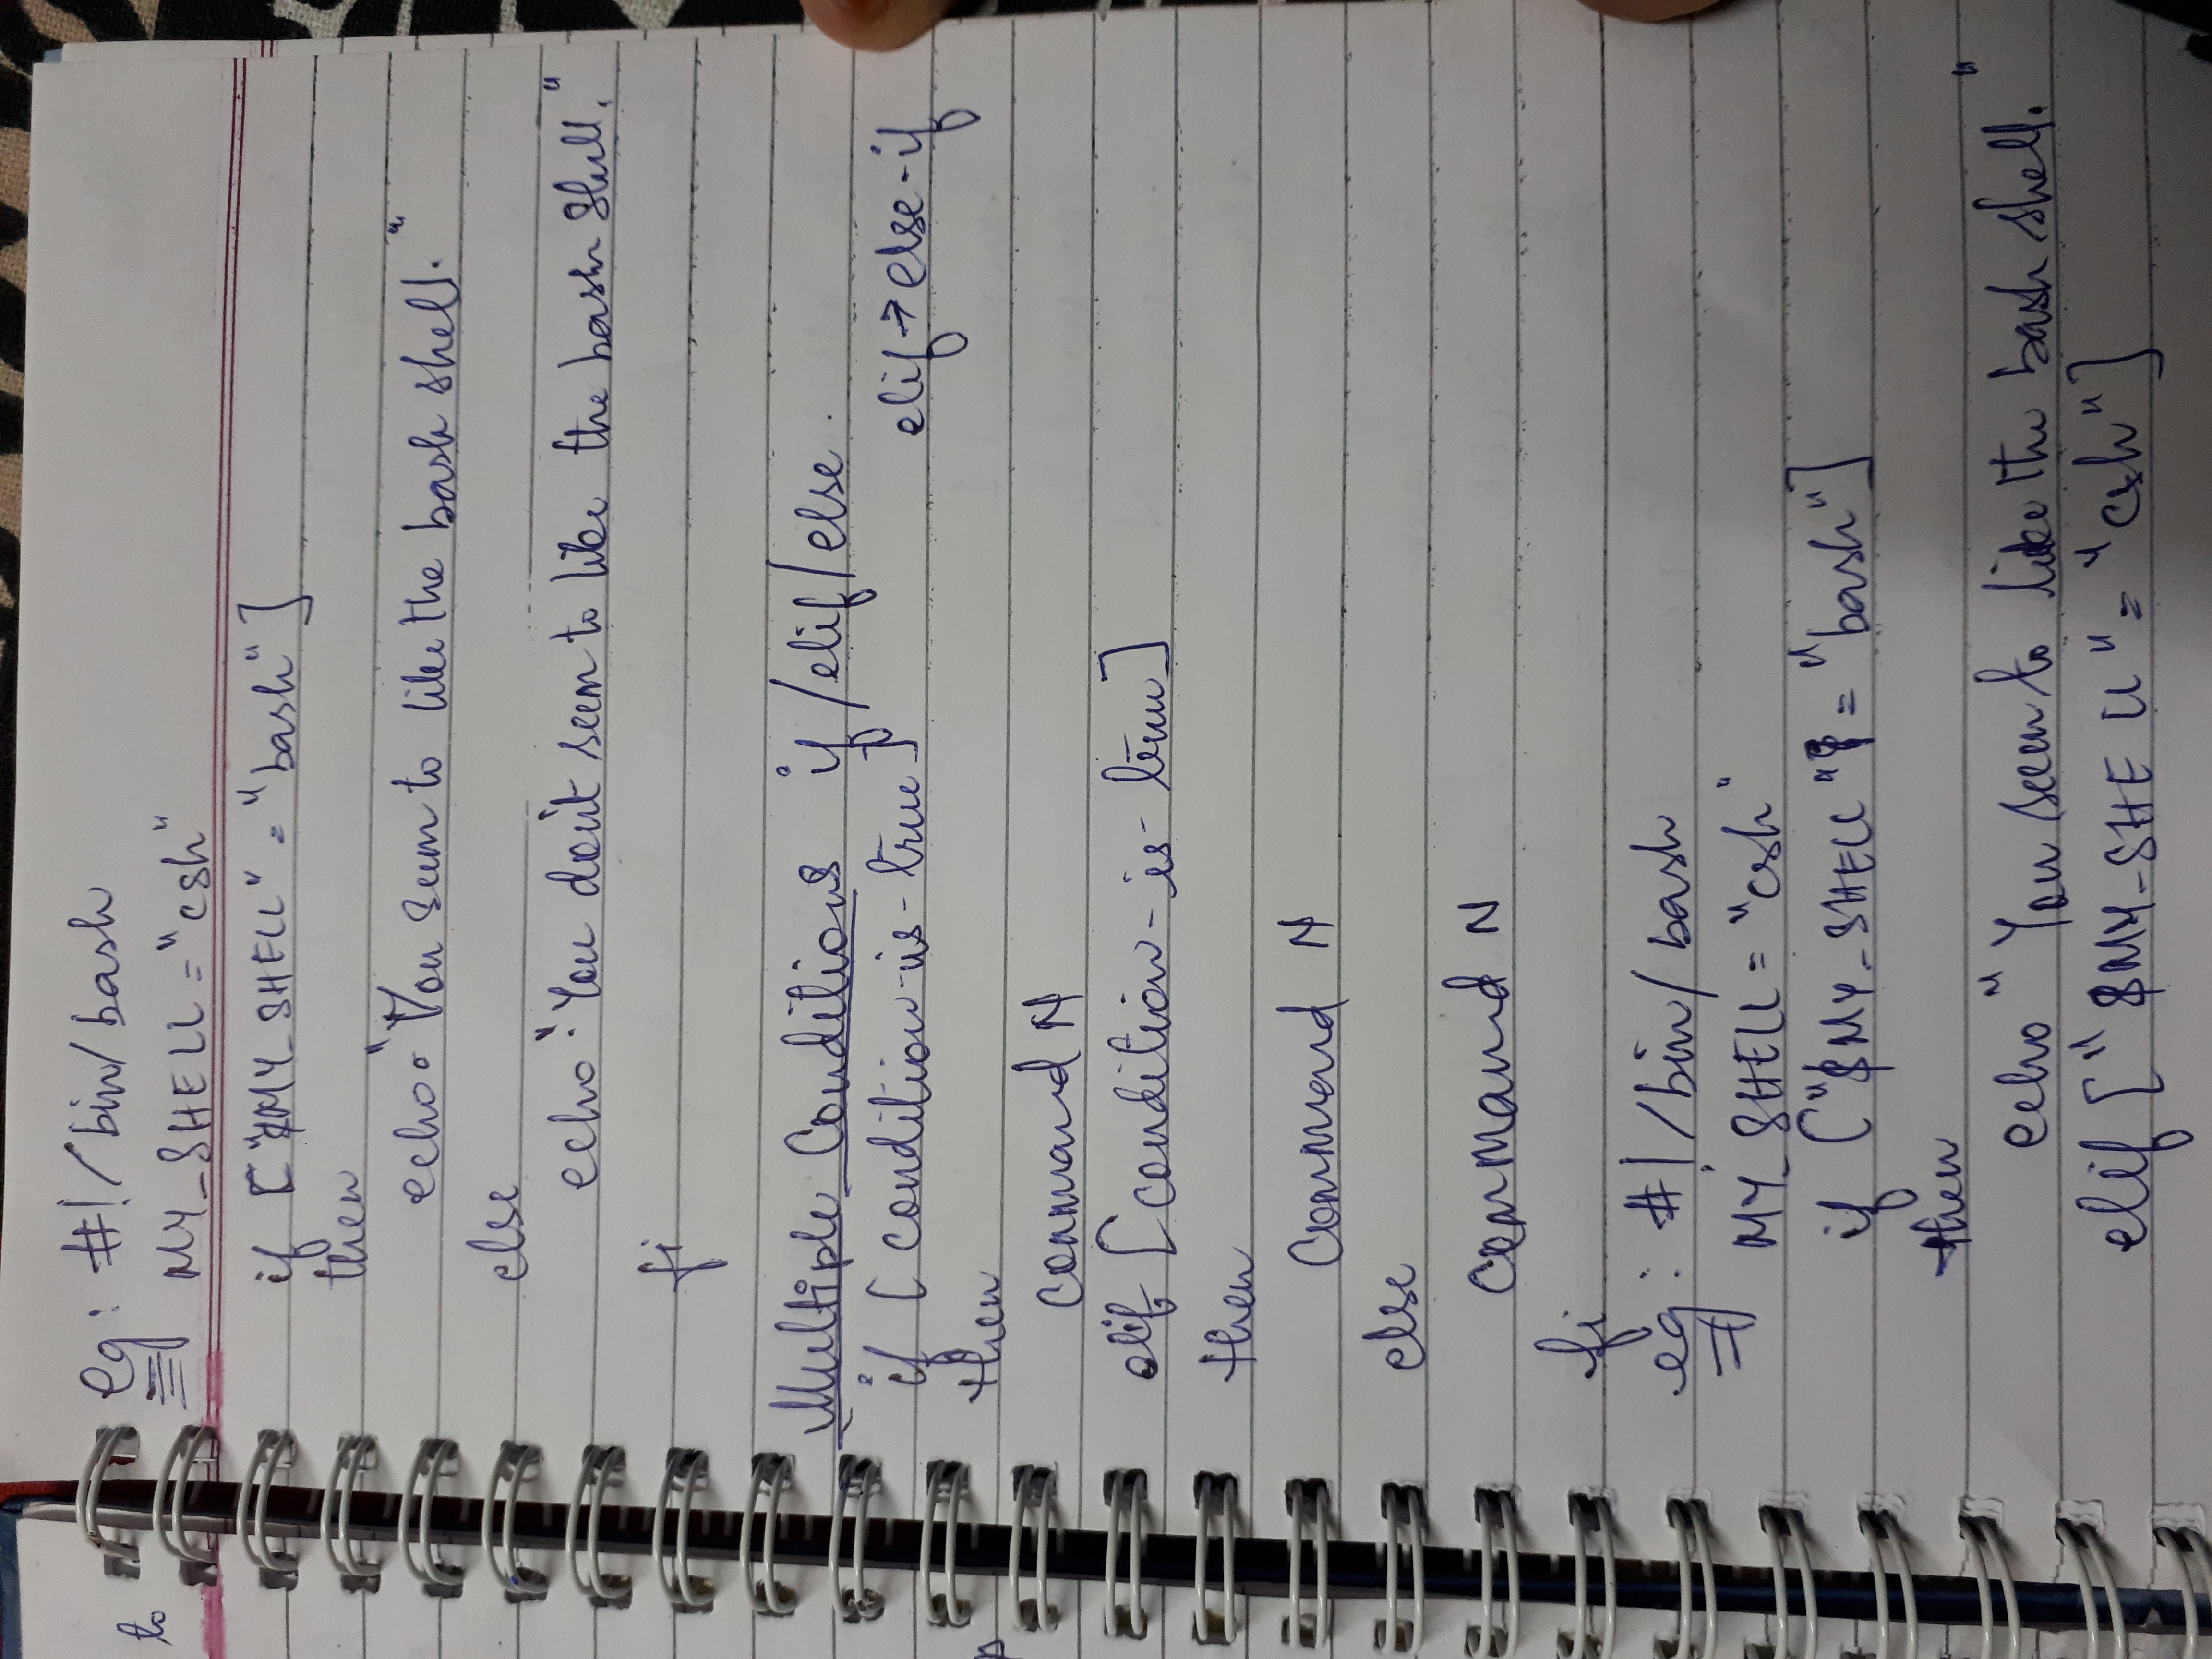 to
eg: #!/bin/bash
MY_SHELL = "csh"
if ["$MY_SHELL" = "bash"]
then
echo "You seem to like the bash shell."
else
echo "You don't seem to like the bash shell."
fi
Multiple Conditions if/elif/else.
if [condition-is-true]
elif → else-if
then
Command N
elif [condition-is-true]
then
Command N
else
Command N
fi
eg: #!/bin/bash
MY_SHELL = "csh"
if ["$MY_SHELL" = "bash"]
then
echo "You seem to like the bash shell."
elif ["$MY_SHELL" = "csh"]